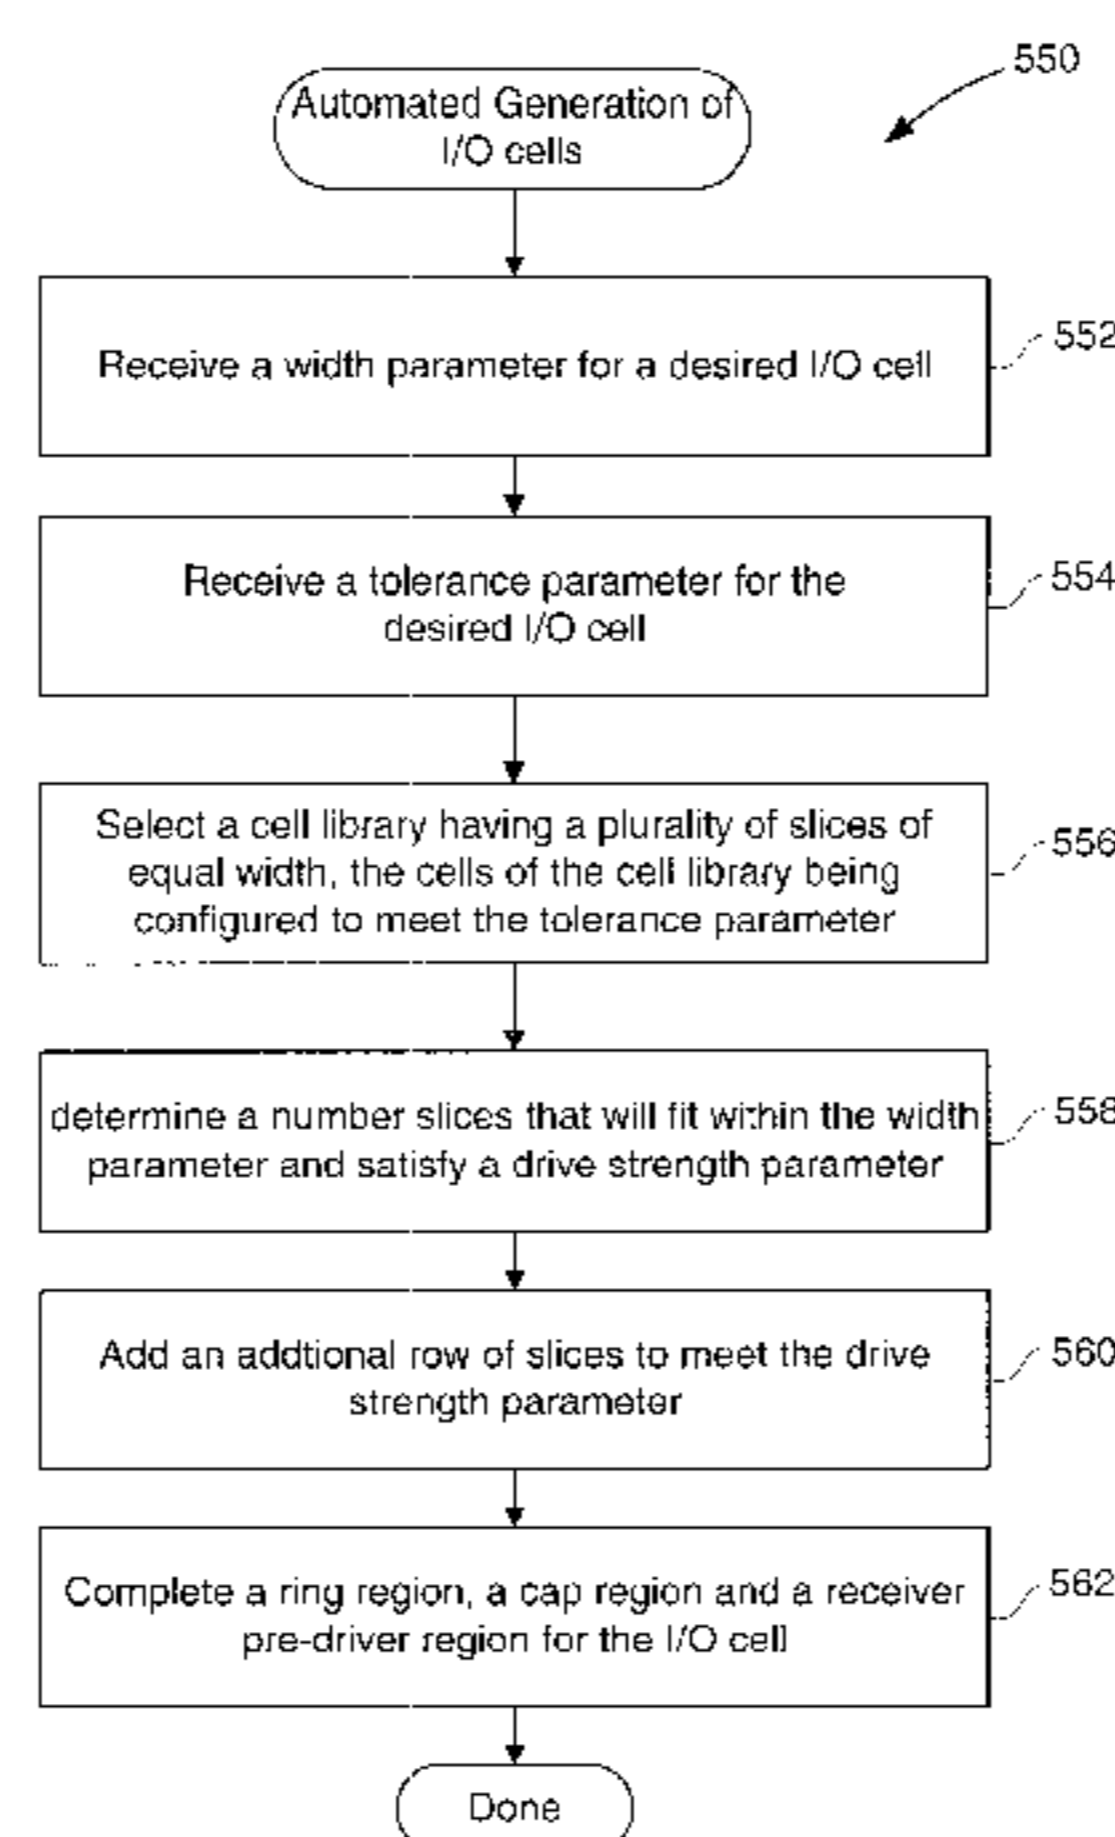 550
Automated Generation of
I/O cells
Receive a width parameter for a desired I/O cell
552
Receive a tolerance parameter for the
desired I/O cell
554
Select a cell library having a plurality of slices of
equal width, the cells of the cell library being
configured to meet the tolerance parameter
556
determine a number slices that will fit within the width
parameter and satisfy a drive strength parameter
558
Add an addtional row of slices to meet the drive
strength parameter
560
Complete a ring region, a cap region and a receiver
pre-driver region for the I/O cell
562
Done